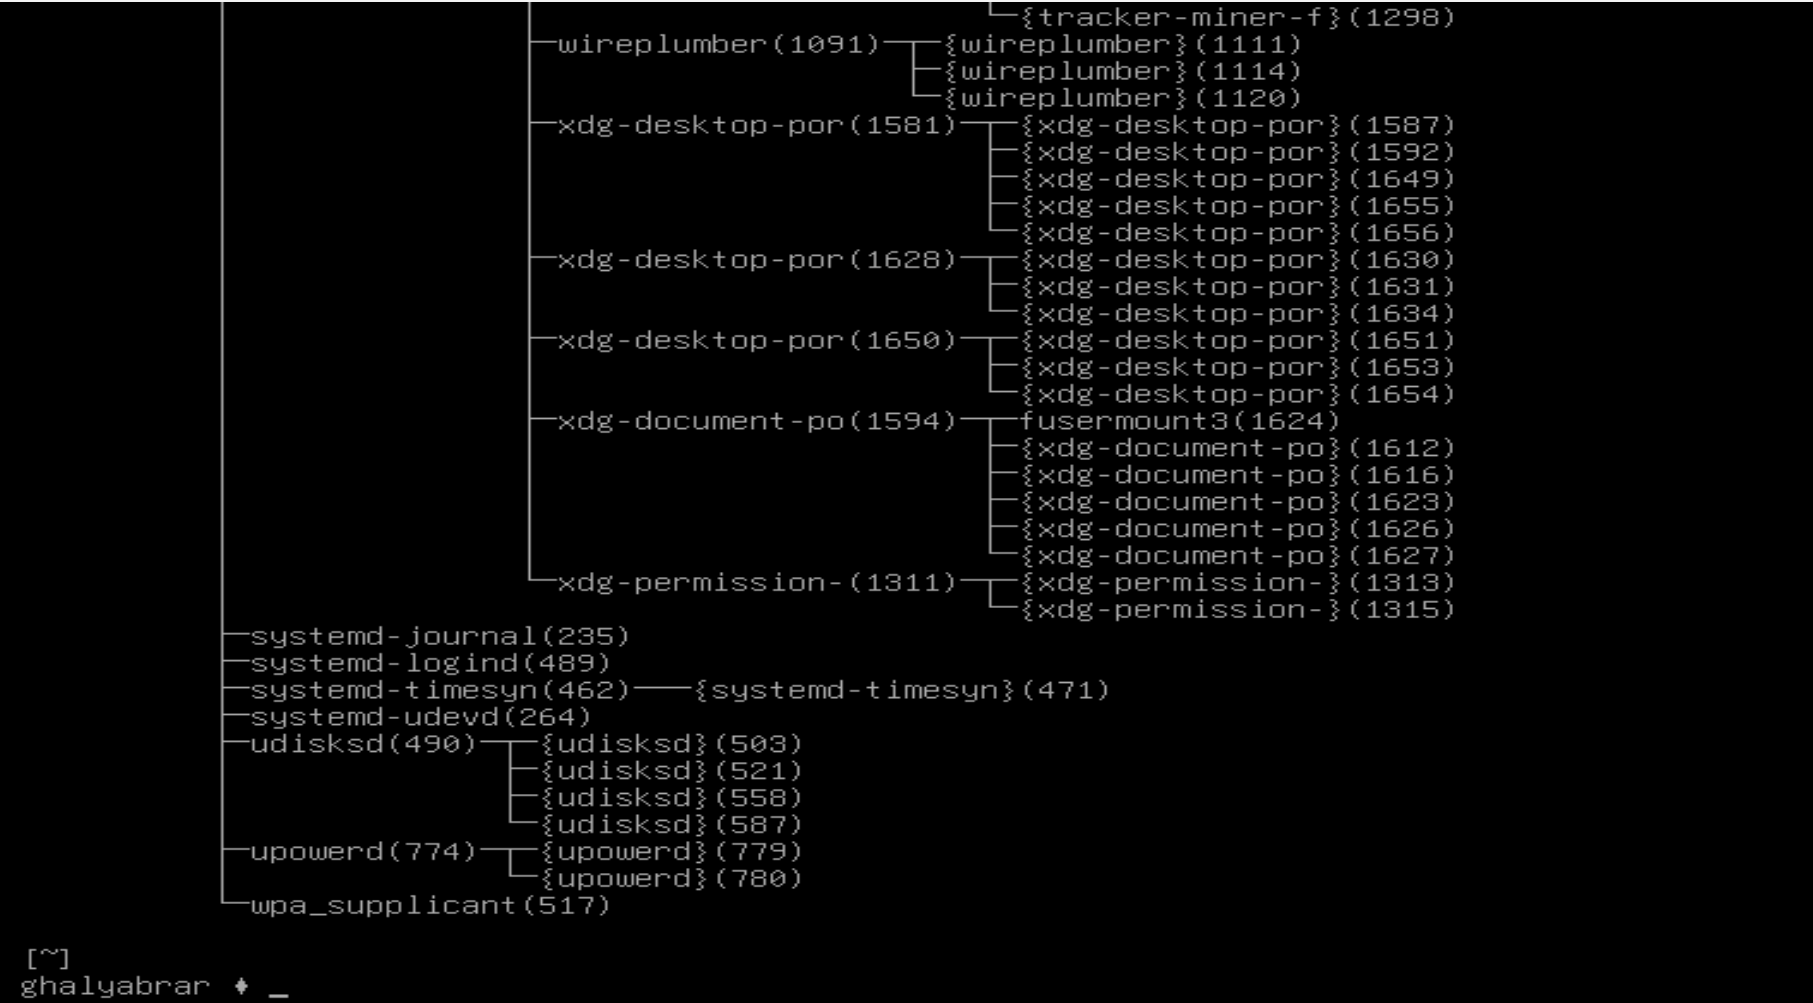 └─{tracker-miner-f}(1298)
├─wireplumber(1091)─┬─{wireplumber}(1111)
├─{wireplumber}(1114)
└─{wireplumber}(1120)
├─xdg-desktop-por(1581)─┬─{xdg-desktop-por}(1587)
├─{xdg-desktop-por}(1592)
├─{xdg-desktop-por}(1649)
├─{xdg-desktop-por}(1655)
└─{xdg-desktop-por}(1656)
├─xdg-desktop-por(1628)─┬─{xdg-desktop-por}(1630)
├─{xdg-desktop-por}(1631)
└─{xdg-desktop-por}(1634)
├─xdg-desktop-por(1650)─┬─{xdg-desktop-por}(1651)
├─{xdg-desktop-por}(1653)
└─{xdg-desktop-por}(1654)
├─xdg-document-po(1594)─┬─fusermount3(1624)
├─{xdg-document-po}(1612)
├─{xdg-document-po}(1616)
├─{xdg-document-po}(1623)
├─{xdg-document-po}(1626)
└─{xdg-document-po}(1627)
└─xdg-permission-(1311)─┬─{xdg-permission-}(1313)
└─{xdg-permission-}(1315)
├─systemd-journal(235)
├─systemd-logind(489)
├─systemd-timesyn(462)───{systemd-timesyn}(471)
├─systemd-udevd(264)
├─udisksd(490)─┬─{udisksd}(503)
├─{udisksd}(521)
├─{udisksd}(558)
└─{udisksd}(587)
├─upowerd(774)─┬─{upowerd}(779)
└─{upowerd}(780)
└─wpa_supplicant(517)
[~]
ghalyabrar ♦ _